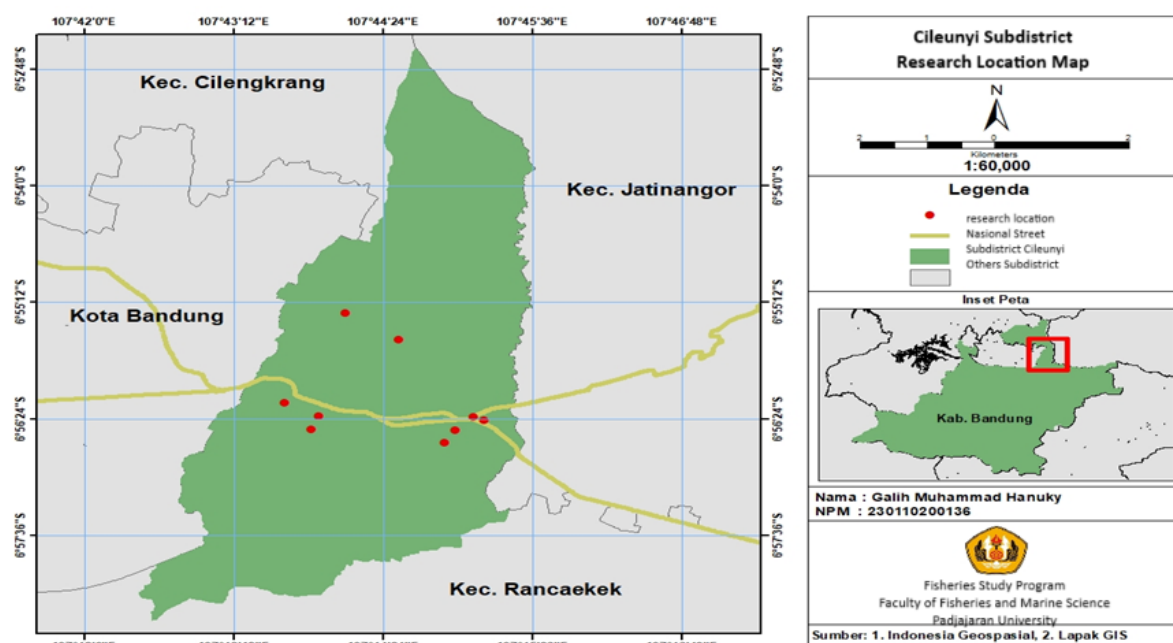 107°42'0"E 107°43'12"E 107°44'24"E 107°45'36"E 107°46'48"E
6°52'48"S
6°54'0"S
6°55'12"S
6°56'24"S
6°57'36"S
Kec. Cilengkrang
Kec. Jatinangor
Kota Bandung
Kec. Rancaekek
6°52'48"S
6°54'0"S
6°55'12"S
6°56'24"S
6°57'36"S
Cileunyi Subdistrict
Research Location Map
N
2 1 0 2
Kilometers
1:60,000
Legenda
research location
Nasional Street
Subdistrict Cileunyi
Others Subdistrict
Inset Peta
Kab. Bandung
Nama : Galih Muhammad Hanuky
NPM : 230110200136
Fisheries Study Program
Faculty of Fisheries and Marine Science
Padjajaran University
Sumber: 1. Indonesia Geospasial, 2. Lapak GIS